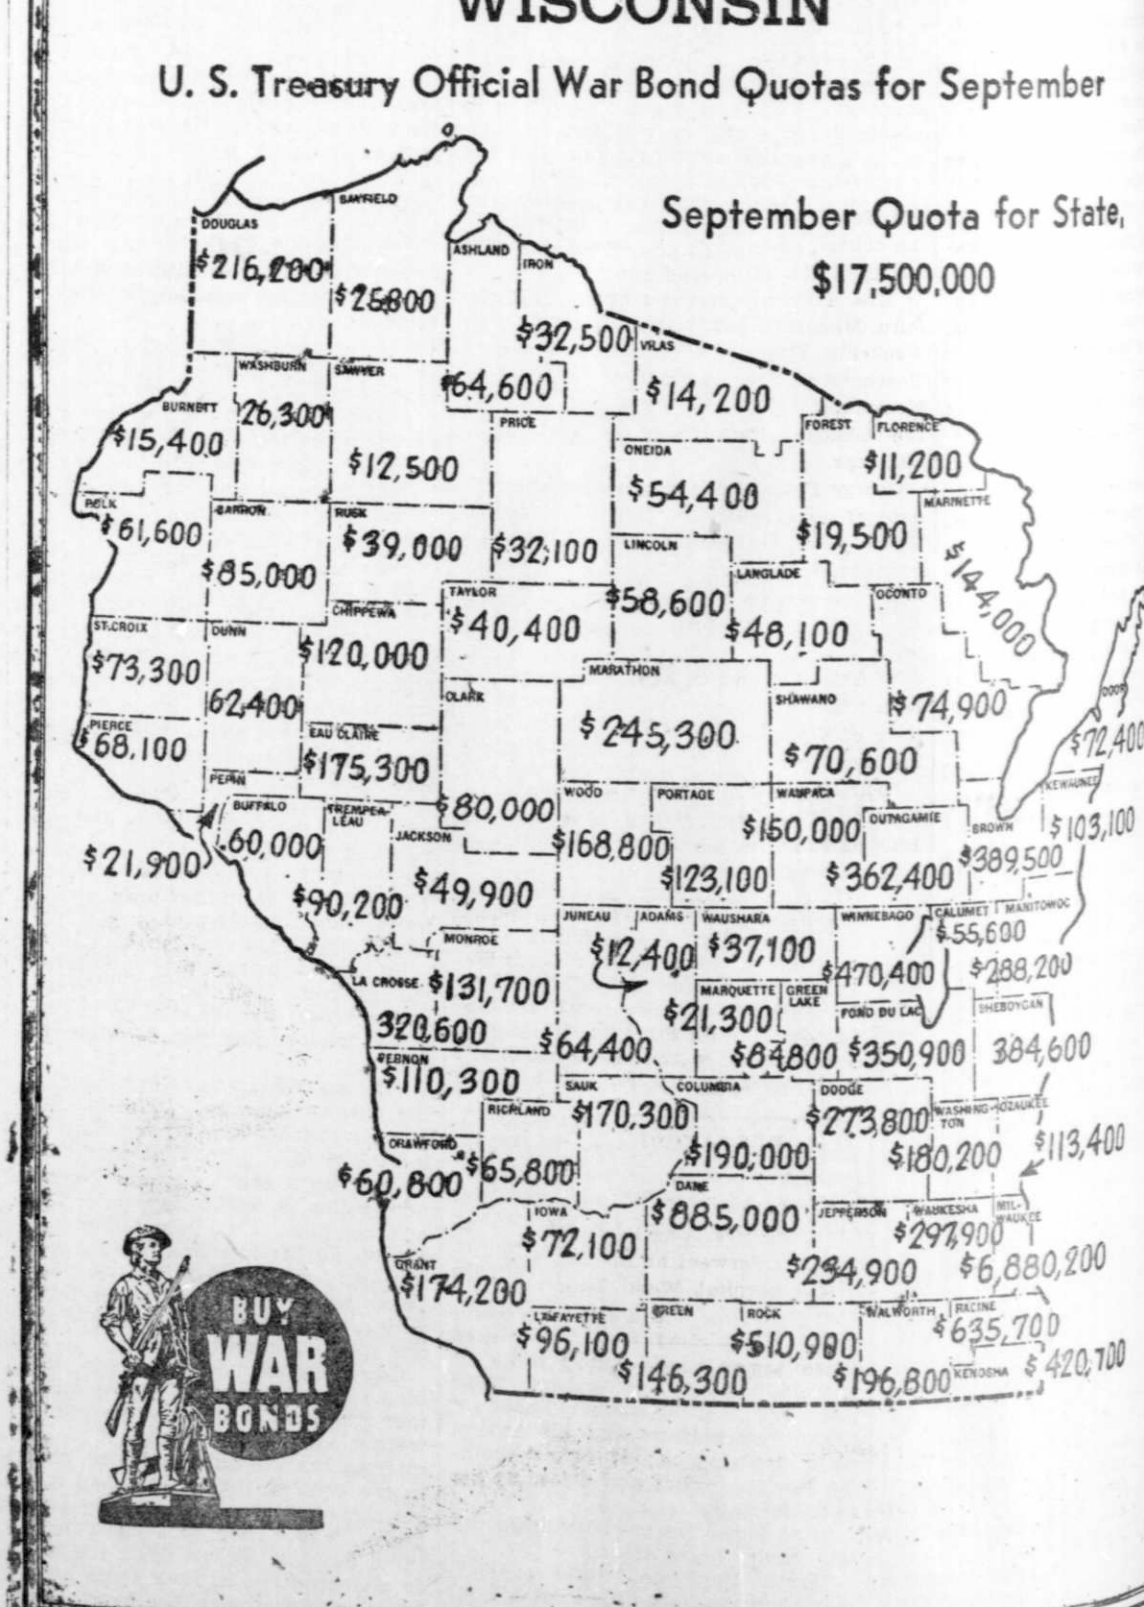 WISCONSIN
U. S. Treasury Official War Bond Quotas for September
September Quota for State,
$17,500,000
DOUGLAS
$216,200
BAYFIELD
$25800
ASHLAND
$64,600
IRON
$32,500
VILAS
$14,200
WASHBURN
26,300
SAWYER
$12,500
BURNETT
$15,400
PRICE
$32,100
ONEIDA
$54,400
FOREST
$19,500
FLORENCE
$11,200
MARINETTE
$144,000
POLK
$61,600
BARRON
$85,000
RUSK
$39,000
LINCOLN
$58,600
LANGLADE
$48,100
TAYLOR
$40,400
OCONTO
$74,900
CHIPPEWA
$120,000
ST.CROIX
$73,300
DUNN
62,400
MARATHON
$245,300
CLARK
$80,000
SHAWANO
$70,600
DOOR
$72,400
PIERCE
$68,100
EAU CLAIRE
$175,300
PEPIN
$21,900
BUFFALO
60,000
TREMPEA-
LEAU
$90,200
JACKSON
$49,900
WOOD
$168,800
PORTAGE
$123,100
WAUPACA
$150,000
OUTAGAMIE
$362,400
BROWN
$389,500
KEWAUNEE
$103,100
MONROE
$131,700
JUNEAU
$64,400
ADAMS
$12,400
WAUSHARA
$37,100
WINNEBAGO
$470,400
CALUMET
$55,600
MANITOWOC
$288,200
LA CROSSE
320,600
MARQUETTE
$21,300
GREEN
LAKE
$84,800
FOND DU LAC
$350,900
SHEBOYGAN
384,600
VERNON
$110,300
SAUK
$170,300
COLUMBIA
$190,000
DODGE
$273,800
WASHING-
TON
$180,200
OZAUKEE
$113,400
RICHLAND
$65,800
CRAWFORD
$60,800
DANE
$885,000
IOWA
$72,100
JEFFERSON
$234,900
WAUKESHA
$297,900
MIL-
WAUKEE
$6,880,200
GRANT
$174,200
LAFAYETTE
$96,100
GREEN
$146,300
ROCK
$510,900
WALWORTH
$196,800
RACINE
$635,700
KENOSHA
$420,700
BUY
WAR
BONDS